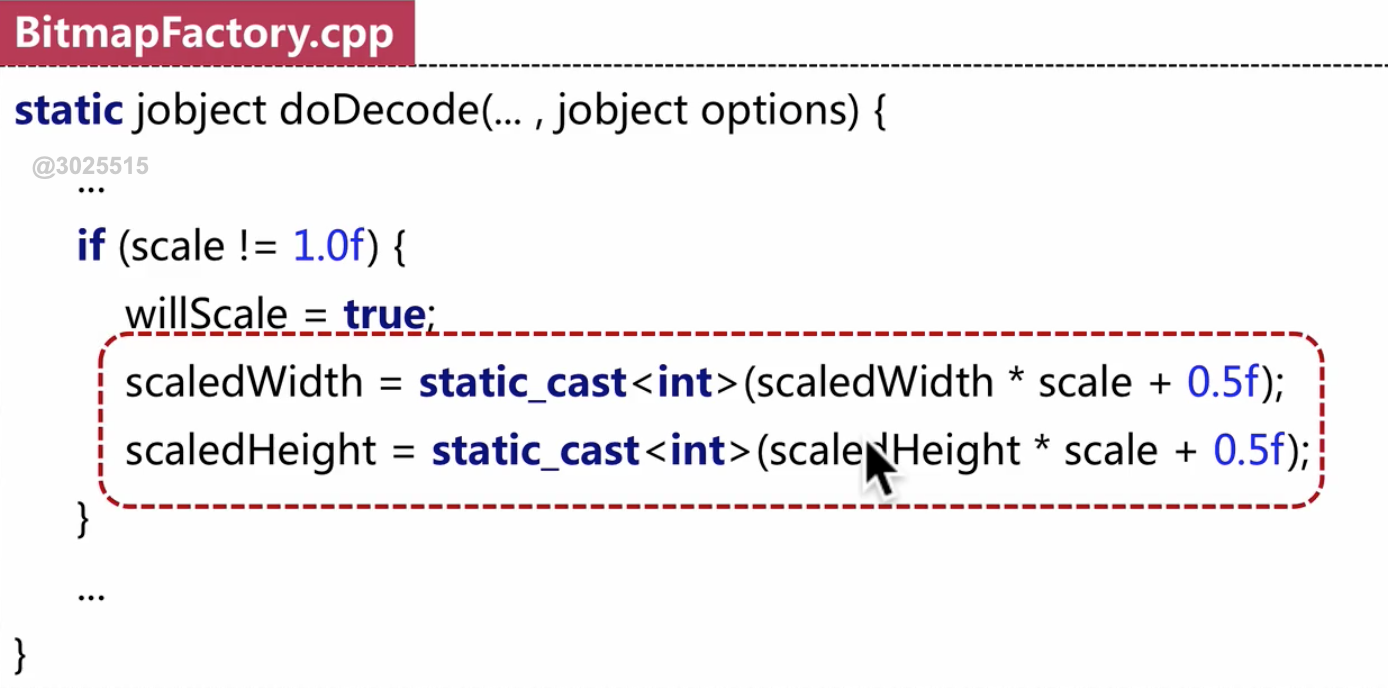 BitmapFactory.cpp
static jobject doDecode(... , jobject options) {
@3025515
...
if (scale != 1.0f) {
willScale = true;
scaledWidth = static_cast<int>(scaledWidth * scale + 0.5f);
scaledHeight = static_cast<int>(scaledHeight * scale + 0.5f);
}
...
}